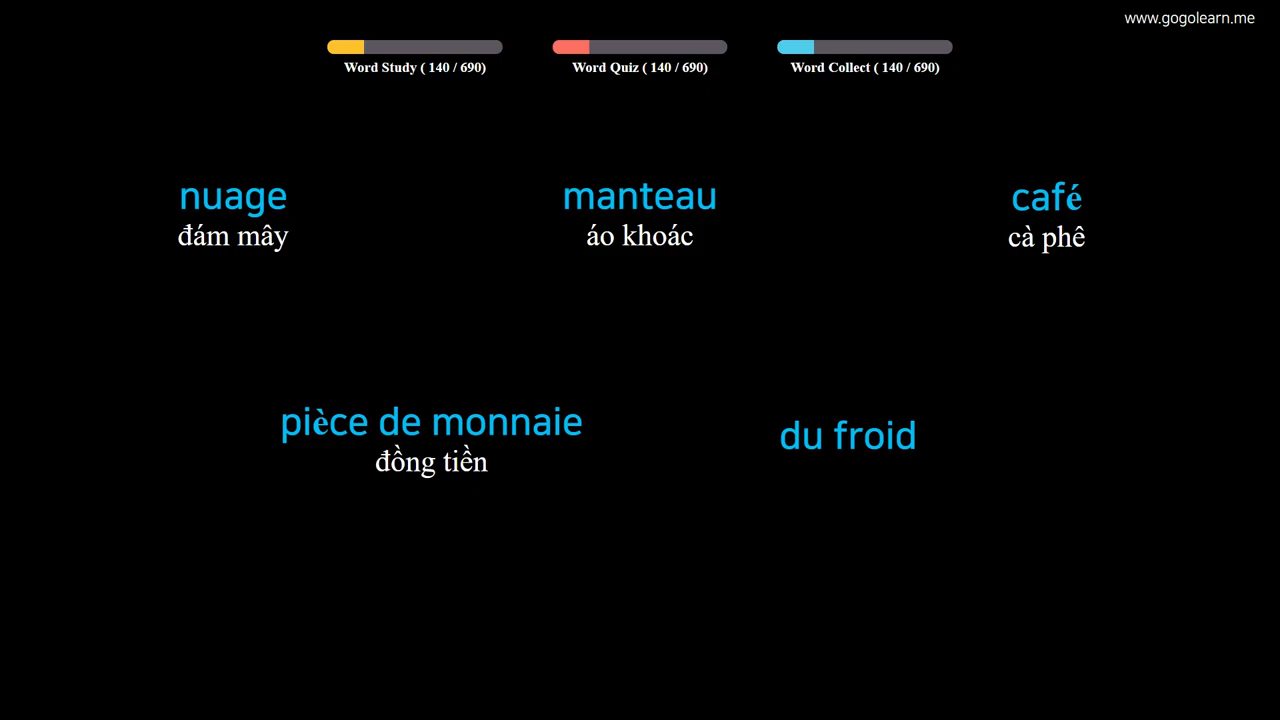 www.gogolearn.me
Word Study ( 140 / 690)
Word Quiz ( 140 / 690)
Word Collect ( 140 / 690)
nuage
đám mây
manteau
áo khoác
café
cà phê
pièce de monnaie
đồng tiền
du froid